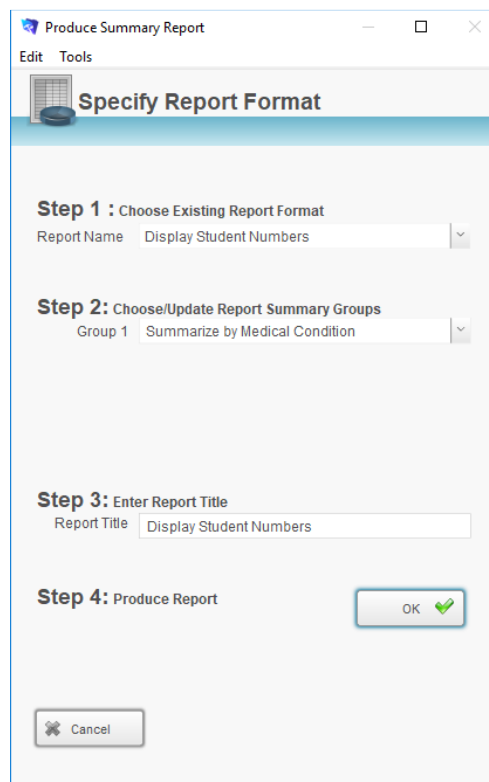 Produce Summary Report
Edit Tools
Specify Report Format
Step 1 : Choose Existing Report Format
Report Name Display Student Numbers
Step 2: Choose/Update Report Summary Groups
Group 1 Summarize by Medical Condition
Step 3: Enter Report Title
Report Title Display Student Numbers
Step 4: Produce Report
OK
Cancel